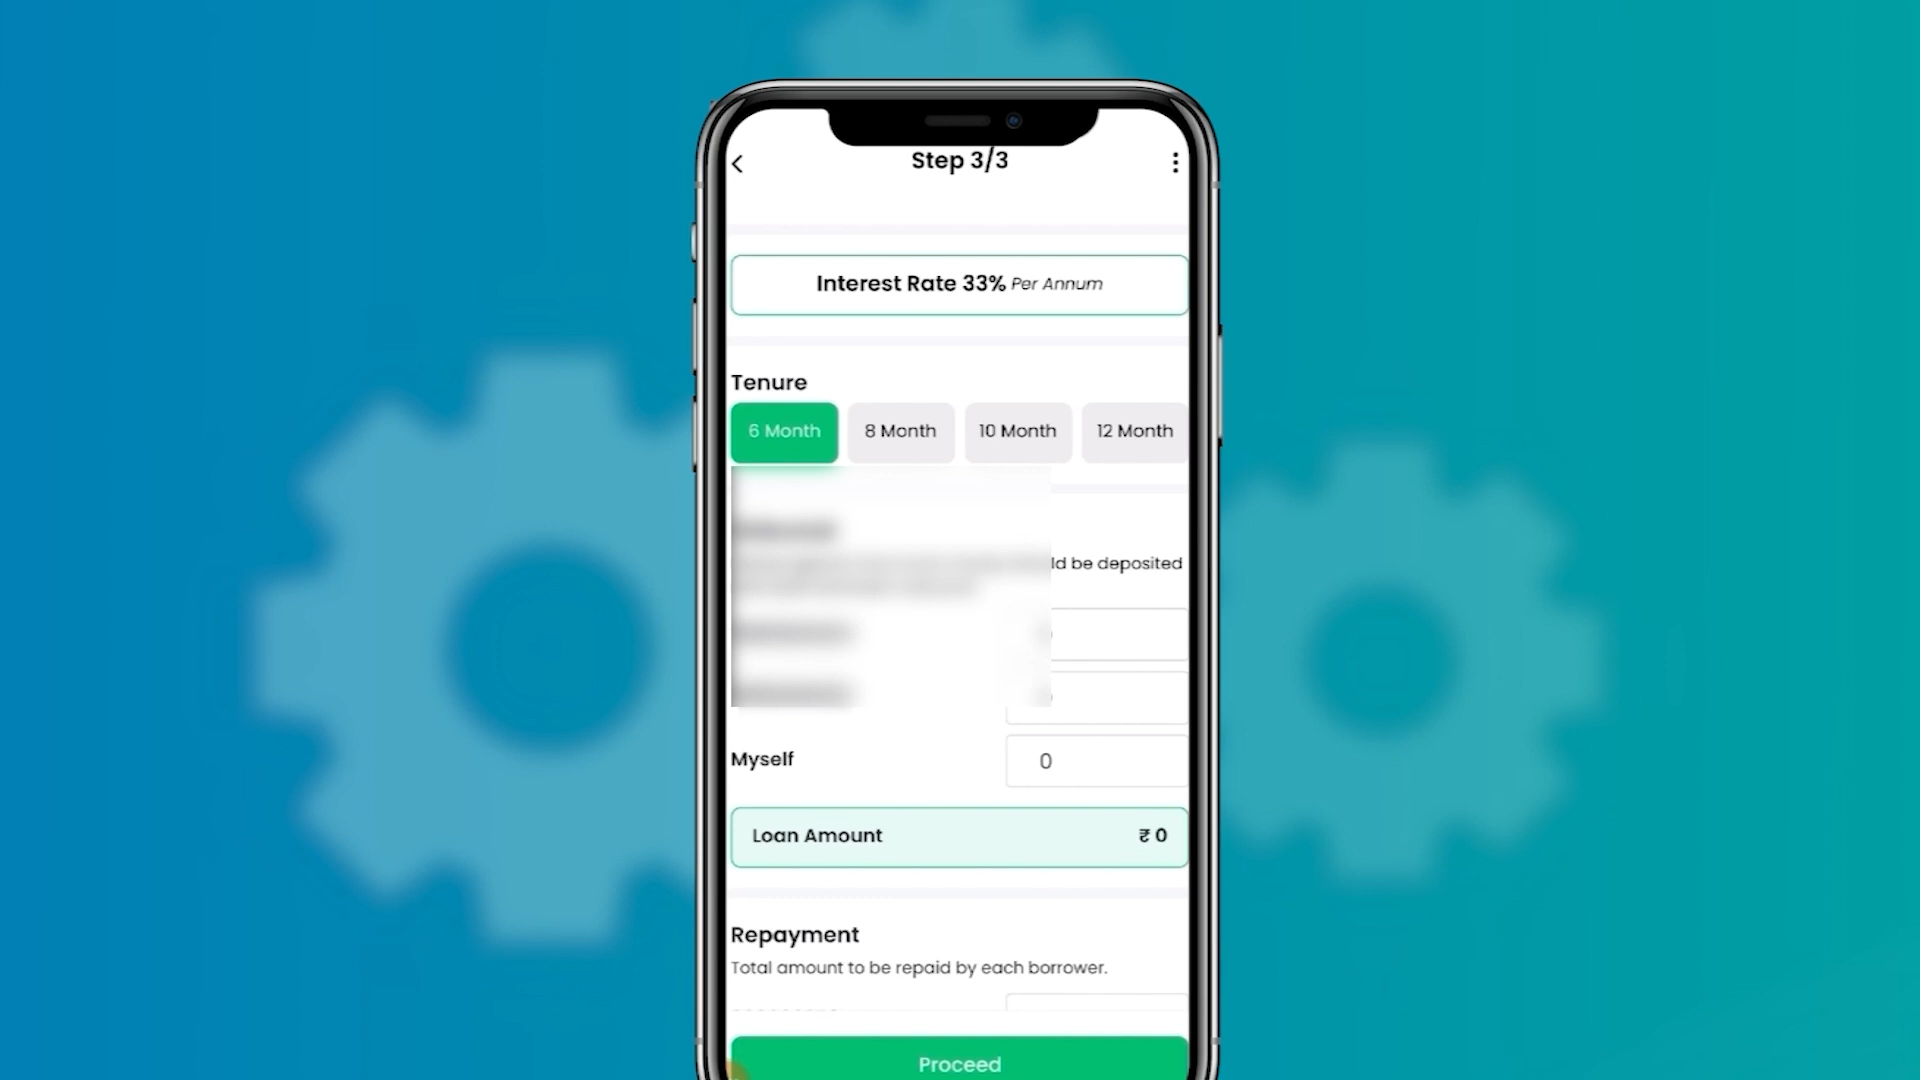 Step 3/3
Interest Rate 33% Per Annum
Tenure
6 Month 8 Month 10 Month 12 Month
be deposited
Myself 0
Loan Amount ₹ 0
Repayment
Total amount to be repaid by each borrower.
Proceed